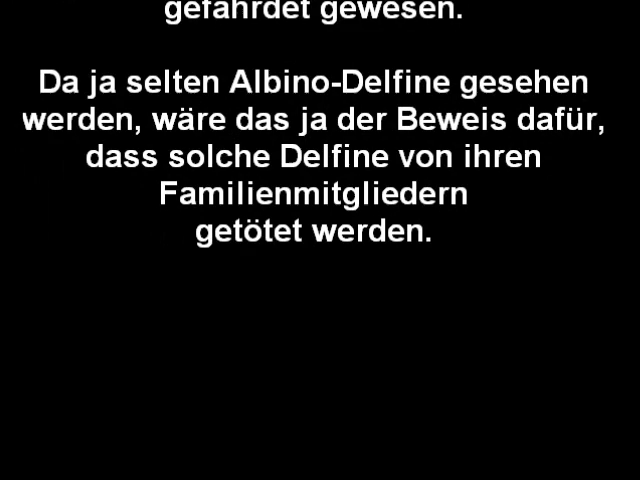 gefährdet gewesen.
Da ja selten Albino-Delfine gesehen
werden, wäre das ja der Beweis dafür,
dass solche Delfine von ihren
Familienmitgliedern
getötet werden.